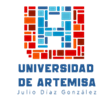 UNIVERSIDAD
DE ARTEMISA
Julio Díaz González